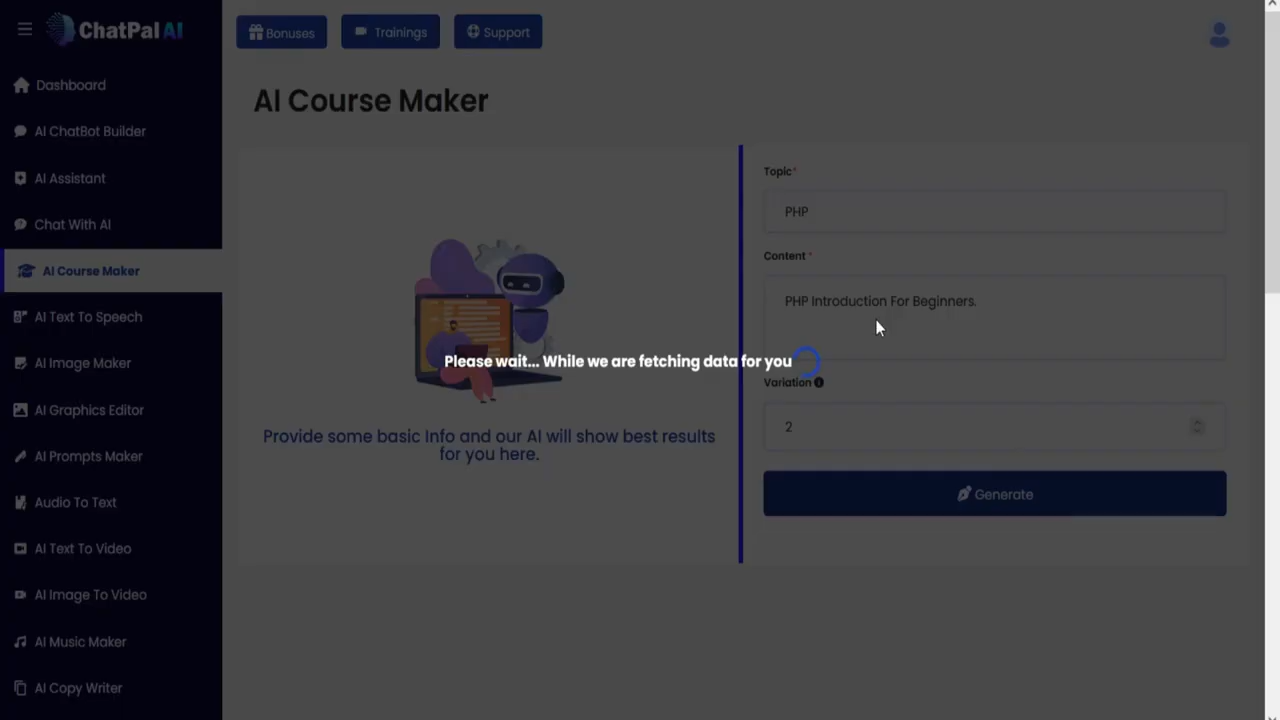 ChatPal AI
Bonuses
Trainings
Support
Dashboard
AI ChatBot Builder
AI Assistant
Chat With AI
AI Course Maker
AI Text To Speech
AI Image Maker
AI Graphics Editor
AI Prompts Maker
Audio To Text
AI Text To Video
AI Image To Video
AI Music Maker
AI Copy Writer
AI Course Maker
Provide some basic Info and our AI will show best results
for you here.
Topic*
PHP
Content *
PHP Introduction For Beginners.
Please wait... While we are fetching data for you
Variation
2
Generate